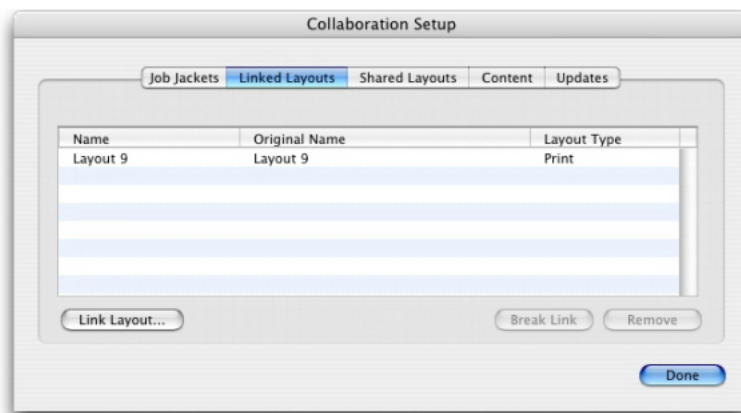 Collaboration Setup
Job Jackets Linked Layouts Shared Layouts Content Updates
Name Original Name Layout Type
Layout 9 Layout 9 Print
Link Layout... Break Link Remove
Done